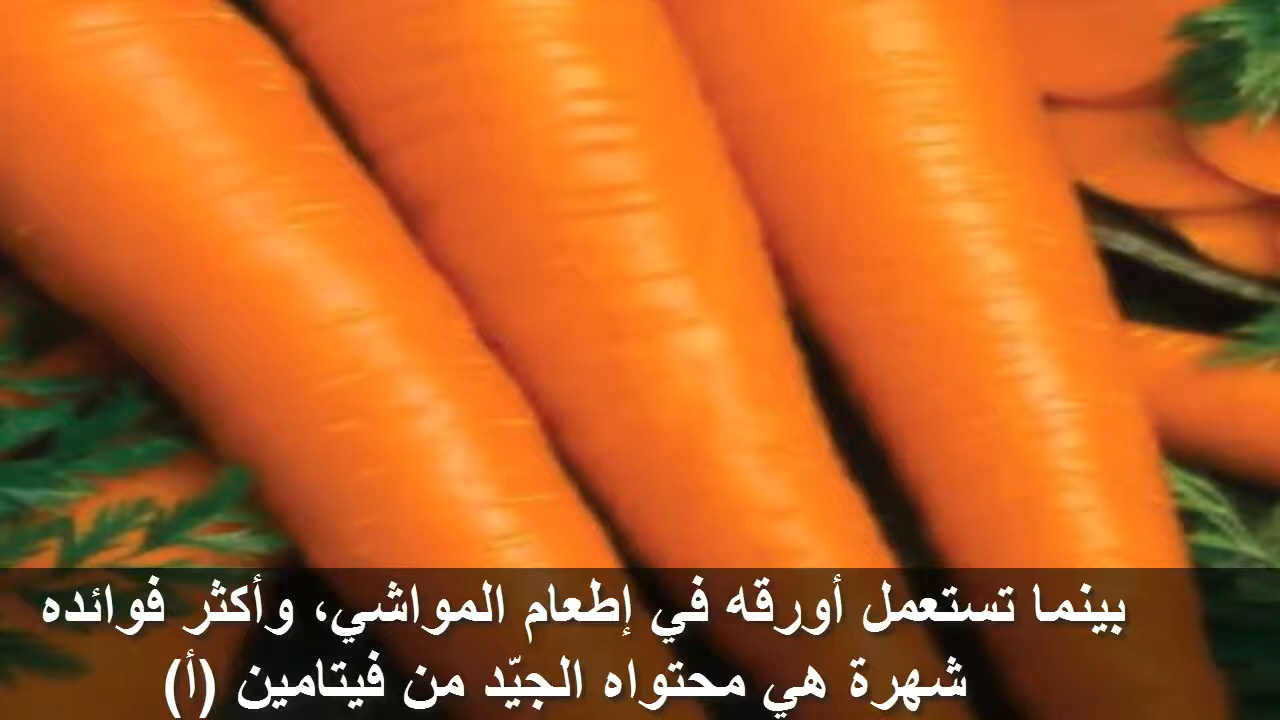 بينما تستعمل أورقه في إطعام المواشي، وأكثر فوائده
شهرة هي محتواه الجيّد من فيتامين (أ)